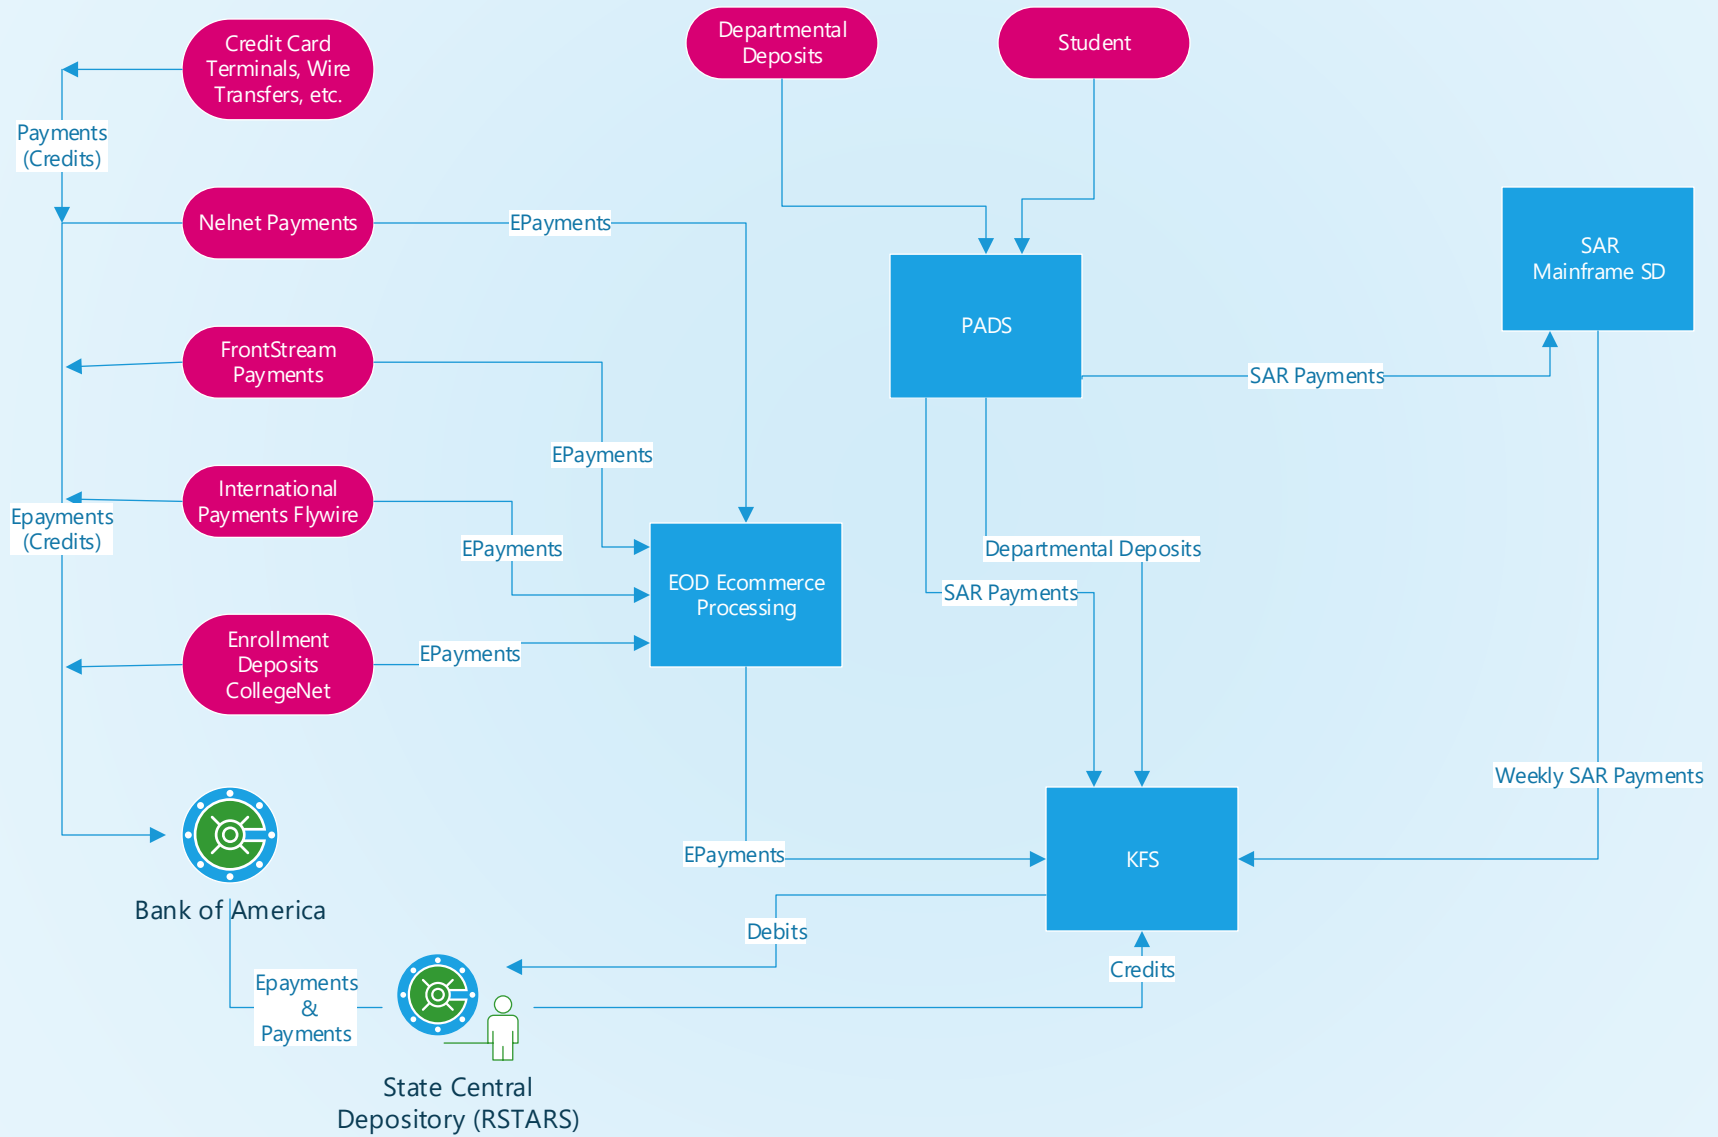 Credit Card
Terminals, Wire
Transfers, etc.
Departmental
Deposits
Student
Payments
(Credits)
Nelnet Payments
EPayments
SAR
Mainframe SD
PADS
FrontStream
Payments
SAR Payments
EPayments
International
Payments Flywire
Epayments
(Credits)
EPayments
Departmental Deposits
EOD Ecommerce
Processing
SAR Payments
Enrollment
Deposits
CollegeNet
EPayments
Weekly SAR Payments
EPayments
KFS
Bank of America
Debits
Credits
Epayments
&
Payments
State Central
Depository (RSTARS)